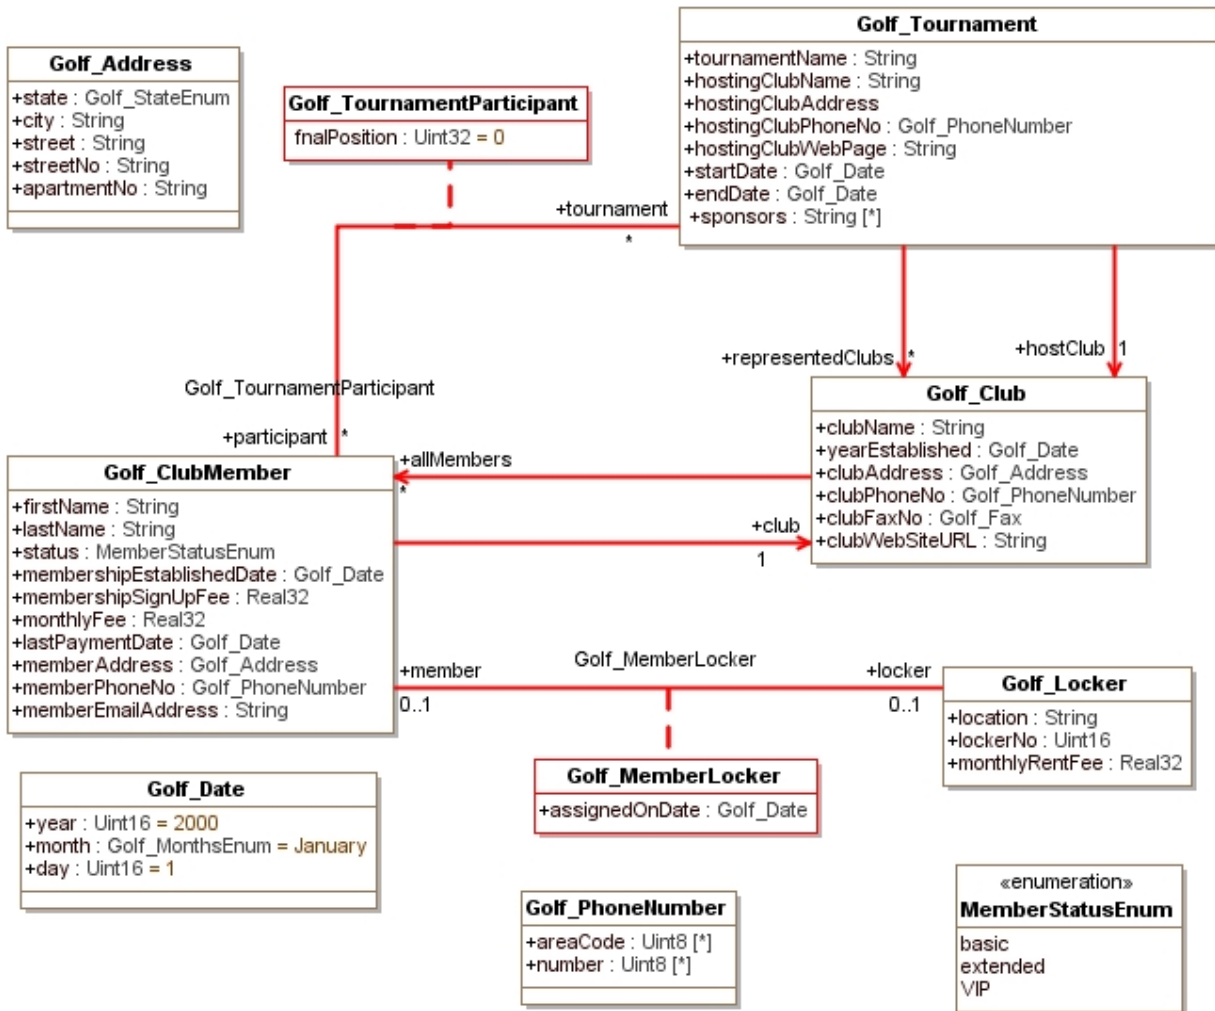 Golf_Address
+state : Golf_StateEnum
+city : String
+street : String
+streetNo : String
+apartmentNo : String
Golf_TournamentParticipant
fnalPosition : Uint32 = 0
Golf_Tournament
+tournamentName : String
+hostingClubName : String
+hostingClubAddress
+hostingClubPhoneNo : Golf_PhoneNumber
+hostingClubWebPage : String
+startDate : Golf_Date
+endDate : Golf_Date
+sponsors : String [*]
+tournament
*
+representedClubs *
+hostClub 1
Golf_TournamentParticipant
+participant *
Golf_Club
+clubName : String
+yearEstablished : Golf_Date
+clubAddress : Golf_Address
+clubPhoneNo : Golf_PhoneNumber
+clubFaxNo : Golf_Fax
+clubWebSiteURL : String
Golf_ClubMember
+firstName : String
+lastName : String
+status : MemberStatusEnum
+membershipEstablishedDate : Golf_Date
+membershipSignUpFee : Real32
+monthlyFee : Real32
+lastPaymentDate : Golf_Date
+memberAddress : Golf_Address
+memberPhoneNo : Golf_PhoneNumber
+memberEmailAddress : String
+allMembers
*
+club
1
+member
0..1
Golf_MemberLocker
+locker
0..1
Golf_Locker
+location : String
+lockerNo : Uint16
+monthlyRentFee : Real32
Golf_MemberLocker
+assignedOnDate : Golf_Date
Golf_Date
+year : Uint16 = 2000
+month : Golf_MonthsEnum = January
+day : Uint16 = 1
Golf_PhoneNumber
+areaCode : Uint8 [*]
+number : Uint8 [*]
«enumeration»
MemberStatusEnum
basic
extended
VIP